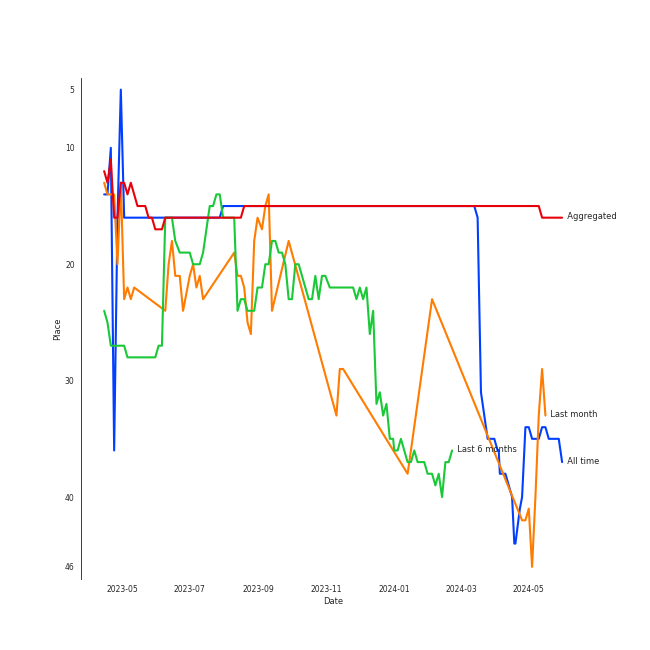 5
10
20
30
40
46
Place
Aggregated
Last month
Last 6 months
All time
2023-05
2023-07
2023-09
2023-11
2024-01
2024-03
2024-05
Date